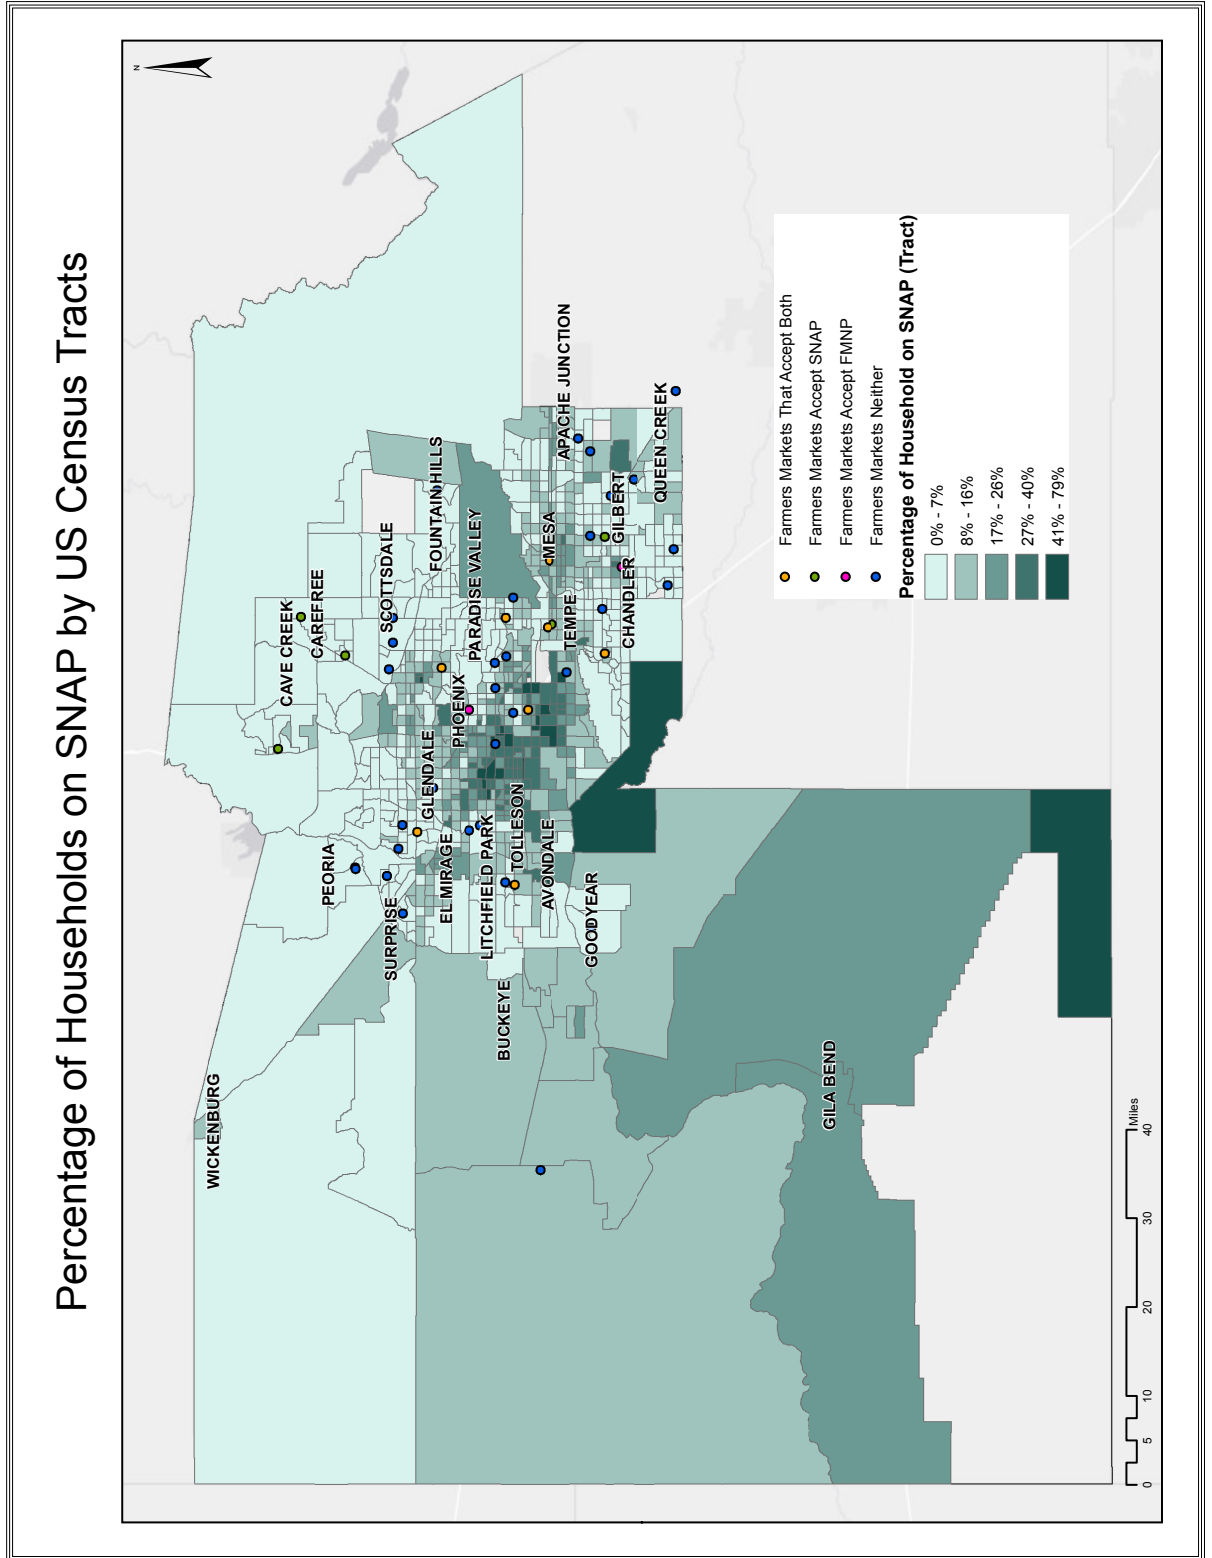 Percentage of Households on SNAP by US Census Tracts
N
WICKENBURG
CAVE CREEK
CAREFREE
PEORIA
SCOTTSDALE
SURPRISE
GLENDALE
FOUNTAIN HILLS
EL MIRAGE
PHOENIX
PARADISE VALLEY
LITCHFIELD PARK
BUCKEYE
TOLLESON
AVONDALE
MESA
TEMPE
APACHE JUNCTION
GOODYEAR
GILBERT
CHANDLER
QUEEN CREEK
GILA BEND
Farmers Markets That Accept Both
Farmers Markets Accept SNAP
Farmers Markets Accept FMNP
Farmers Markets Neither
Percentage of Household on SNAP (Tract)
0% - 7%
8% - 16%
17% - 26%
27% - 40%
41% - 79%
0 5 10 20 30 40
Miles